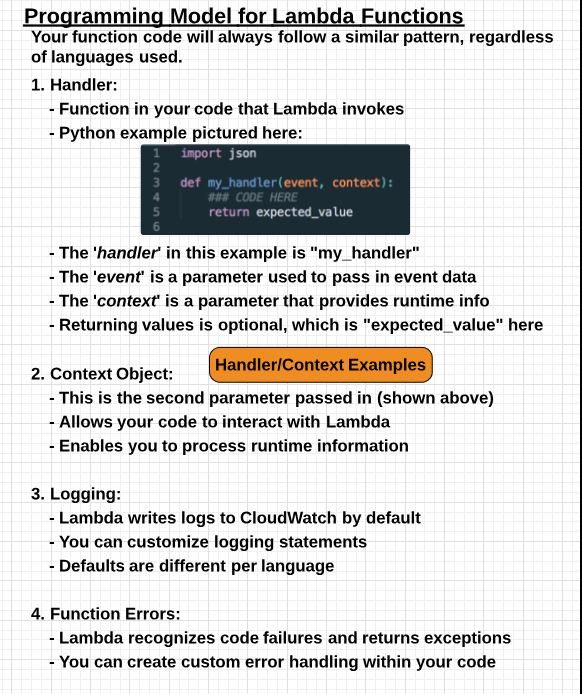 Programming Model for Lambda Functions
Your function code will always follow a similar pattern, regardless
of languages used.
1. Handler:
- Function in your code that Lambda invokes
- Python example pictured here:
1 import json
2
3 def my_handler(event, context):
4 ### CODE HERE
5 return expected_value
6
- The 'handler' in this example is "my_handler"
- The 'event' is a parameter used to pass in event data
- The 'context' is a parameter that provides runtime info
- Returning values is optional, which is "expected_value" here
Handler/Context Examples
2. Context Object:
- This is the second parameter passed in (shown above)
- Allows your code to interact with Lambda
- Enables you to process runtime information
3. Logging:
- Lambda writes logs to CloudWatch by default
- You can customize logging statements
- Defaults are different per language
4. Function Errors:
- Lambda recognizes code failures and returns exceptions
- You can create custom error handling within your code